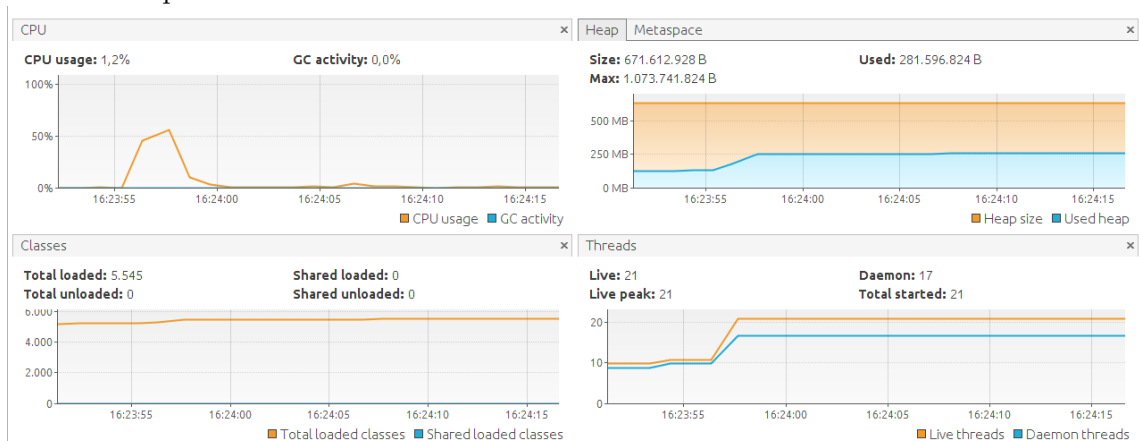 CPU ×
CPU usage: 1,2% GC activity: 0,0%
100%
50%
0%
16:23:55 16:24:00 16:24:05 16:24:10 16:24:15
CPU usage GC activity
Heap Metaspace ×
Size: 671.612.928 B Used: 281.596.824 B
Max: 1.073.741.824 B
500 MB
250 MB
0 MB
16:23:55 16:24:00 16:24:05 16:24:10 16:24:15
Heap size Used heap
Classes ×
Total loaded: 5.545 Shared loaded: 0
Total unloaded: 0 Shared unloaded: 0
6.000
4.000
2.000
0
16:23:55 16:24:00 16:24:05 16:24:10 16:24:15
Total loaded classes Shared loaded classes
Threads ×
Live: 21 Daemon: 17
Live peak: 21 Total started: 21
20
10
0
16:23:55 16:24:00 16:24:05 16:24:10 16:24:15
Live threads Daemon threads